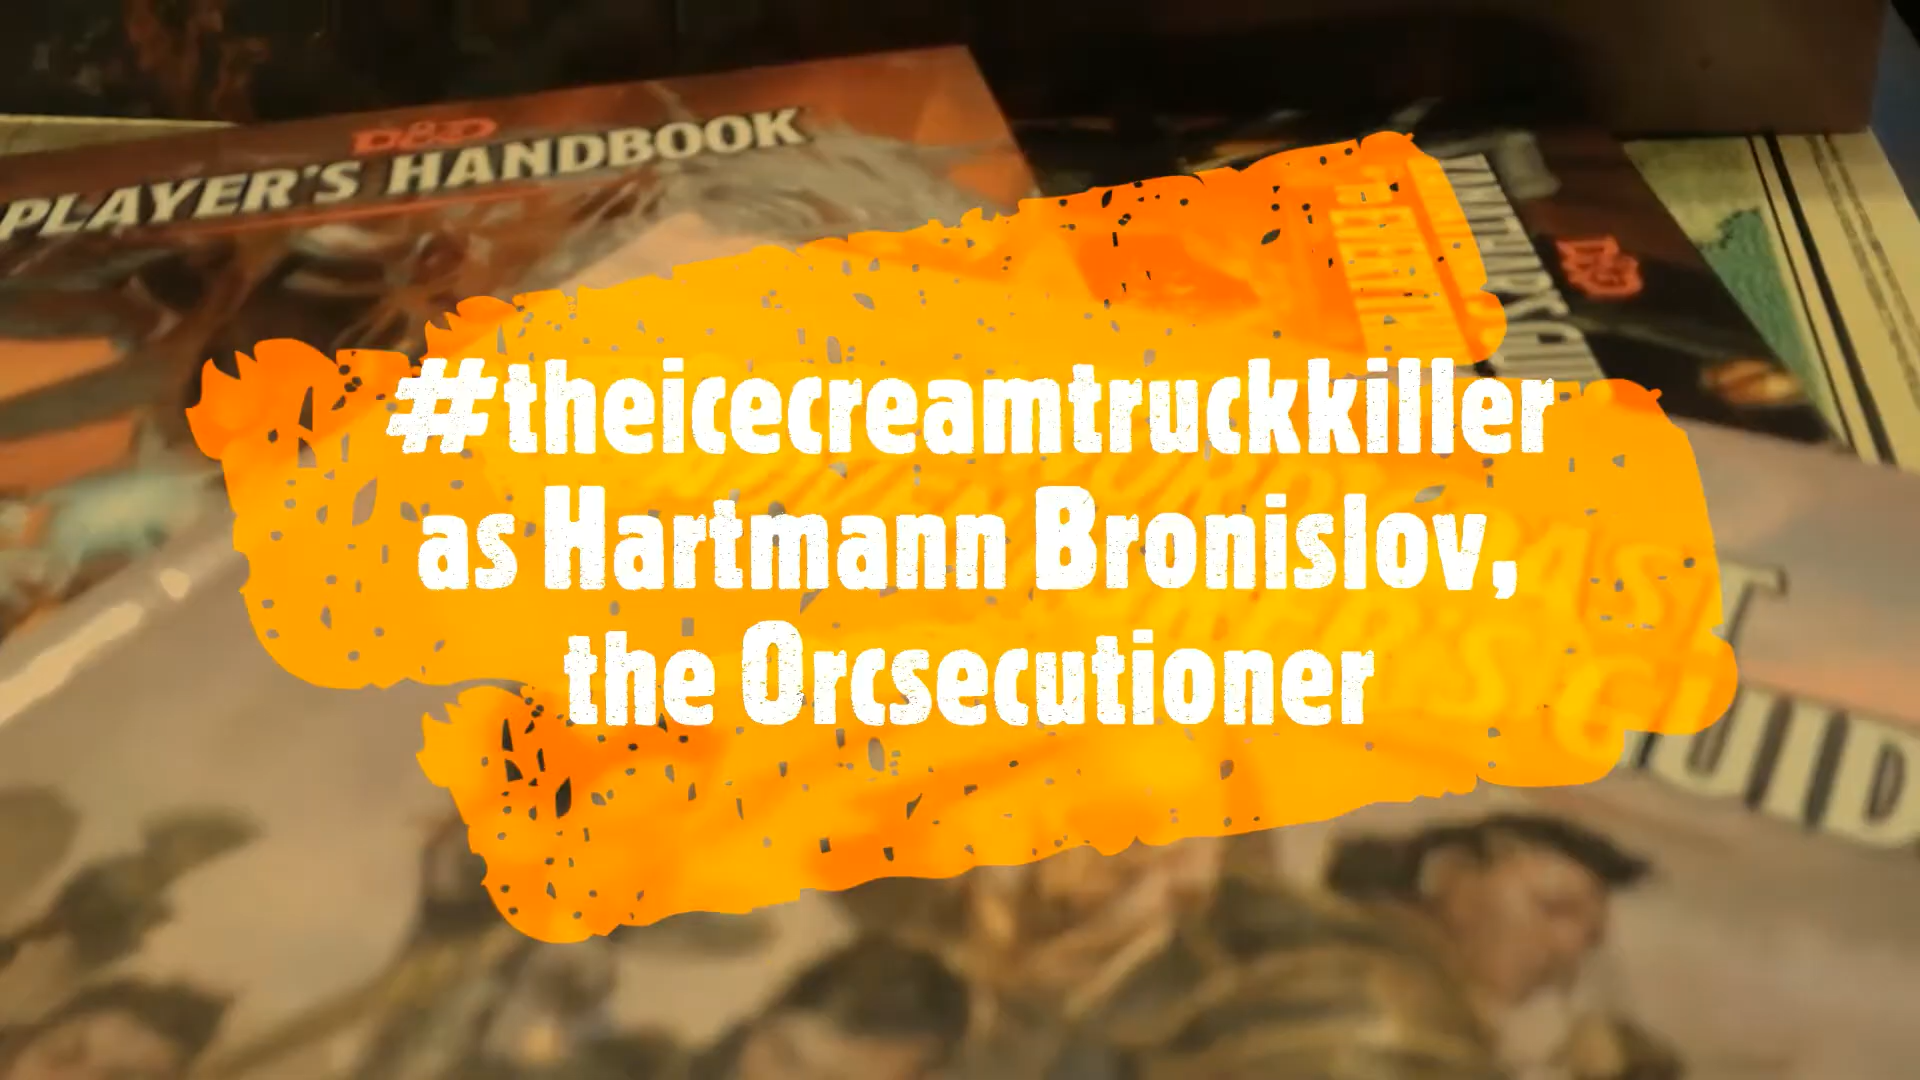 D&D
PLAYER'S HANDBOOK
#theicecreamtruckkiller
as Hartmann Bronislov,
the Orcsecutioner